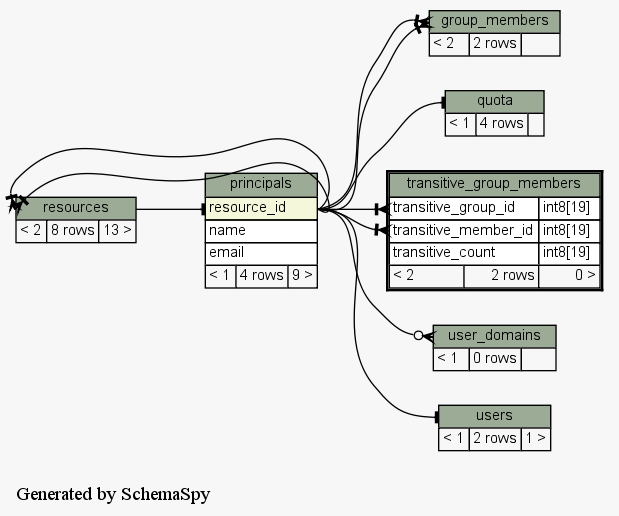 group_members
< 2 2 rows
quota
< 1 4 rows
principals
resource_id
name
email
< 1 4 rows 9 >
transitive_group_members
transitive_group_id int8[19]
transitive_member_id int8[19]
transitive_count int8[19]
< 2 2 rows 0 >
resources
< 2 8 rows 13 >
user_domains
< 1 0 rows
users
< 1 2 rows 1 >
Generated by SchemaSpy